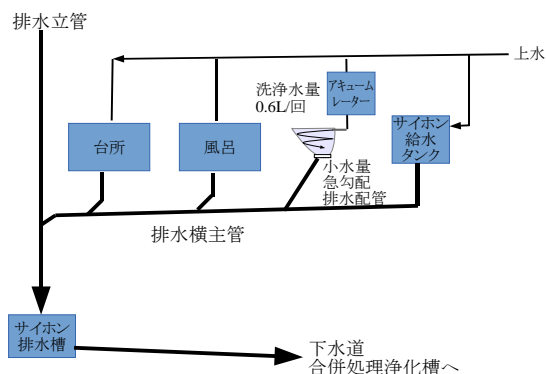 排水立管
上水
洗浄水量
0.6L/回
アキューム
レーター
台所
風呂
サイホン
給水
タンク
小水量
急勾配
排水配管
排水横主管
サイホン
排水槽
下水道
合併処理浄化槽へ